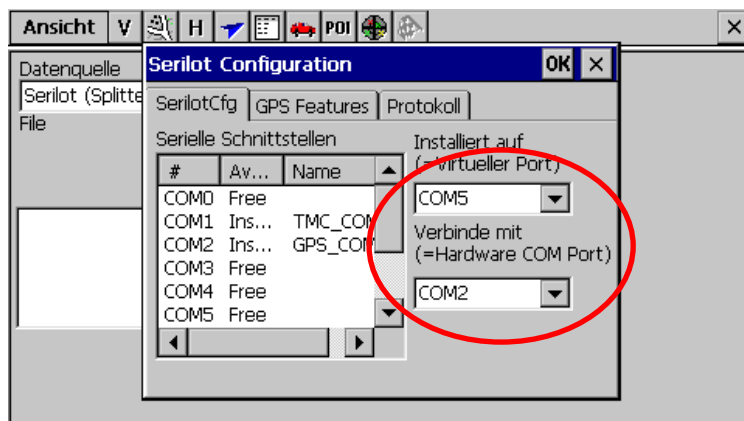 Ansicht V H POI
Datenquelle
Serilot (Splitte
File
Serilot Configuration OK
SerilotCfg GPS Features Protokoll
Serielle Schnittstellen
# Av... Name
COM0 Free
COM1 Ins... TMC_COM
COM2 Ins... GPS_COM
COM3 Free
COM4 Free
COM5 Free
Installiert auf
(=Virtueller Port)
COM5
Verbinde mit
(=Hardware COM Port)
COM2